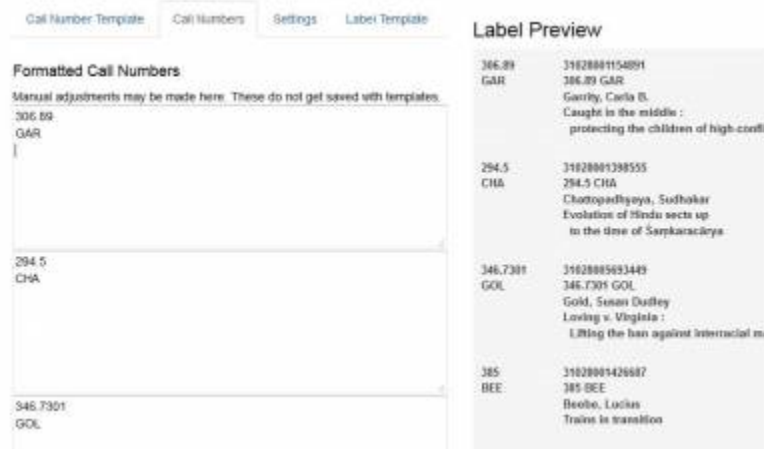 Call Number Template
Call Numbers
Settings
Label Template
Formatted Call Numbers
Manual adjustments may be made here. These do not get saved with templates.
306.89
GAR
294.5
CHA
346.7301
GOL
Label Preview
306.89
GAR
31028001154891
306.89 GAR
Garrity, Carla B.
Caught in the middle :
protecting the children of high-confl
294.5
CHA
31028001398555
294.5 CHA
Chattopadhyaya, Sudhakar
Evolution of Hindu sects up
to the time of Śaṃkarācārya
346.7301
GOL
31028005693449
346.7301 GOL
Gold, Susan Dudley
Loving v. Virginia :
Lifting the ban against interracial m
385
BEE
31028001426687
385 BEE
Beebe, Lucius
Trains in transition